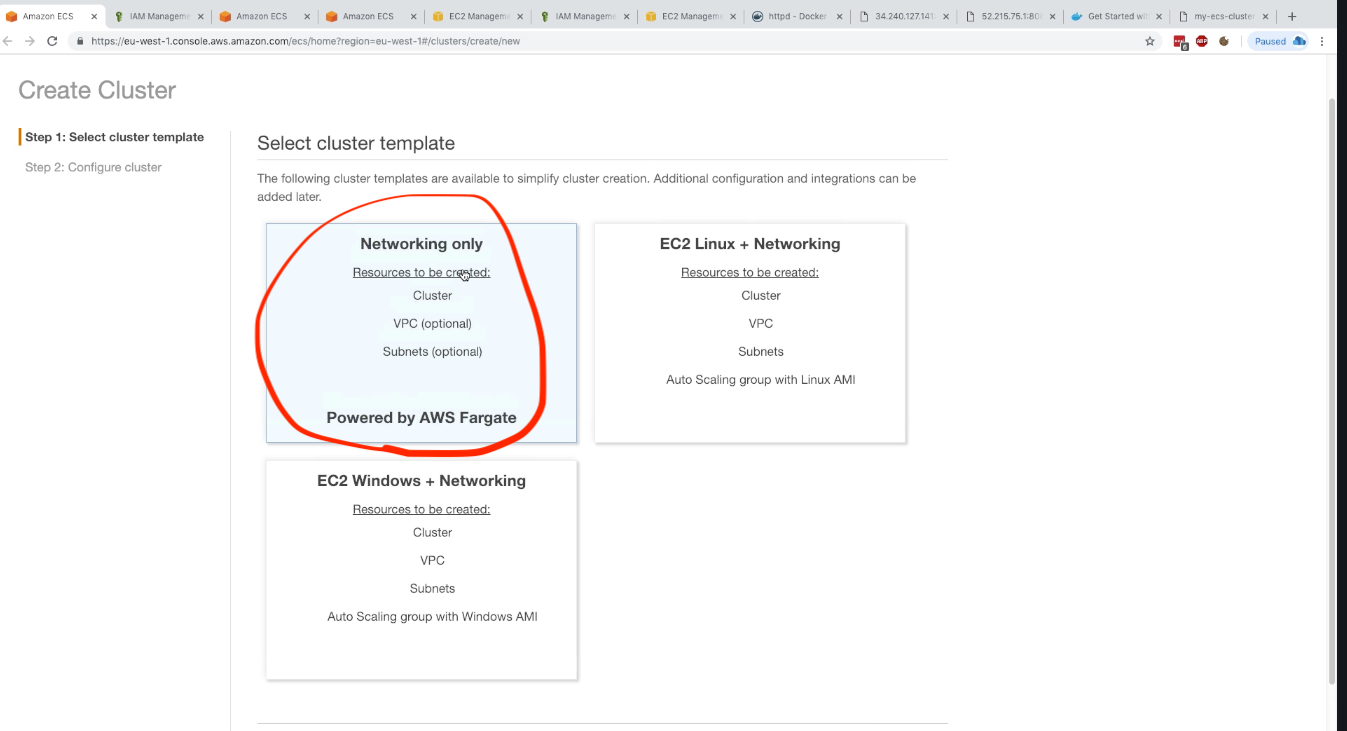 Amazon ECS
IAM Manageme
Amazon ECS
Amazon ECS
EC2 Manageme
IAM Manageme
EC2 Manageme
httpd - Docker
34.240.127.141
52.215.75.1:80
Get Started wit
my-ecs-cluster
https://eu-west-1.console.aws.amazon.com/ecs/home?region=eu-west-1#/clusters/create/new
ABP
Paused
Create Cluster
Step 1: Select cluster template
Step 2: Configure cluster
Select cluster template
The following cluster templates are available to simplify cluster creation. Additional configuration and integrations can be
added later.
Networking only
Resources to be created:
Cluster
VPC (optional)
Subnets (optional)
Powered by AWS Fargate
EC2 Linux + Networking
Resources to be created:
Cluster
VPC
Subnets
Auto Scaling group with Linux AMI
EC2 Windows + Networking
Resources to be created:
Cluster
VPC
Subnets
Auto Scaling group with Windows AMI